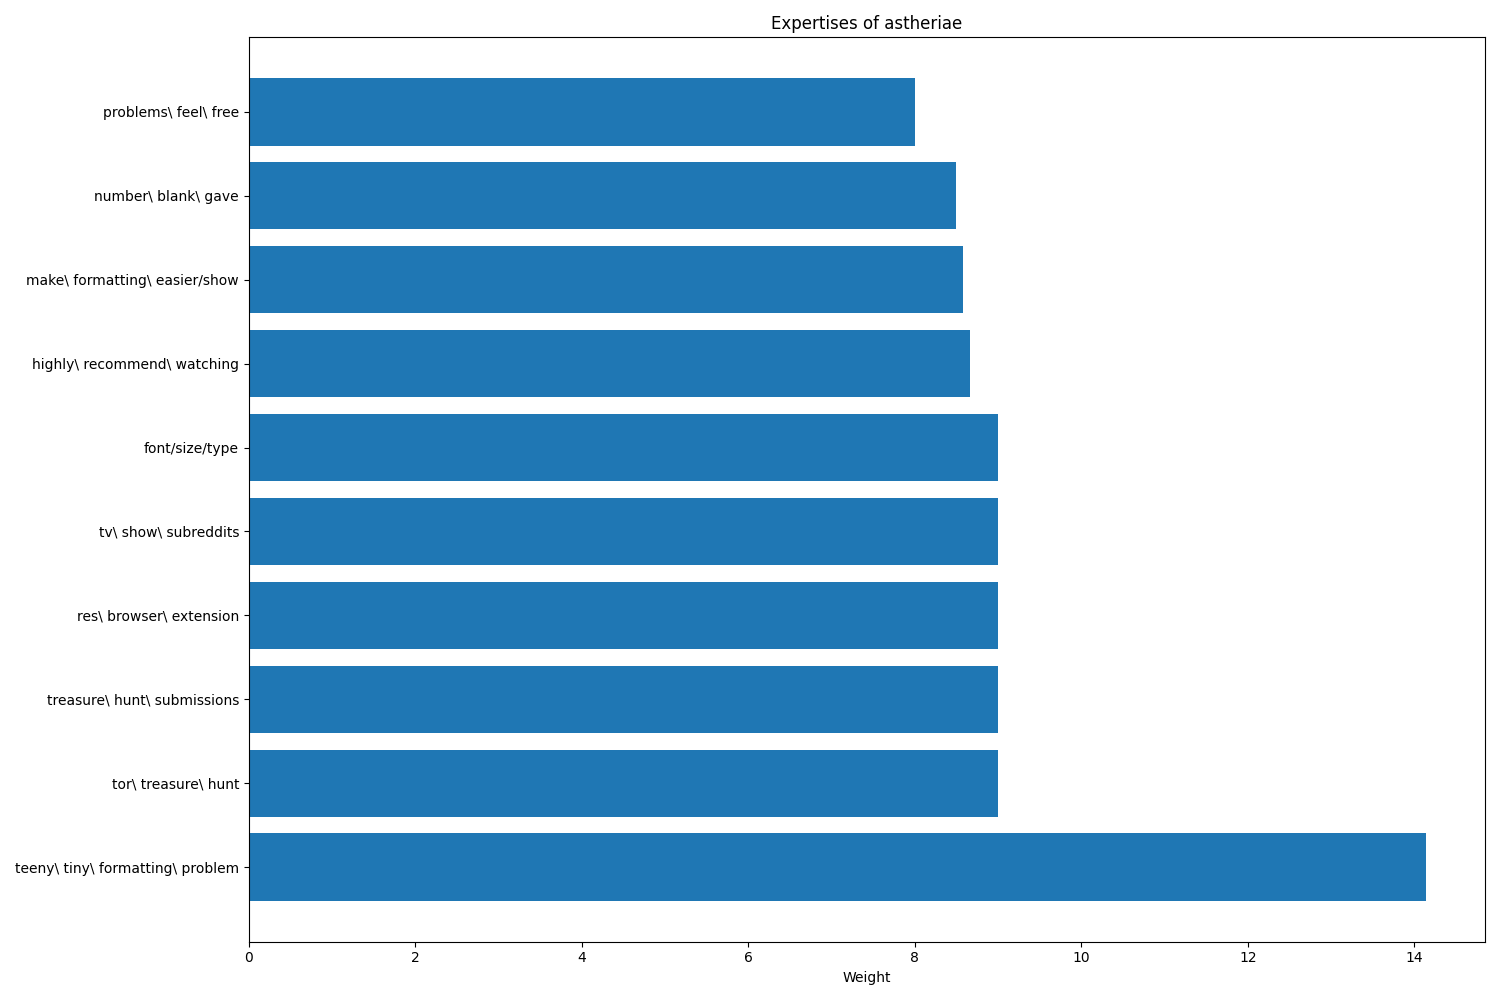 Expertises of astheriae
problems\ feel\ free
number\ blank\ gave
make\ formatting\ easier/show
highly\ recommend\ watching
font/size/type
tv\ show\ subreddits
res\ browser\ extension
treasure\ hunt\ submissions
tor\ treasure\ hunt
teeny\ tiny\ formatting\ problem
0 2 4 6 8 10 12 14
Weight